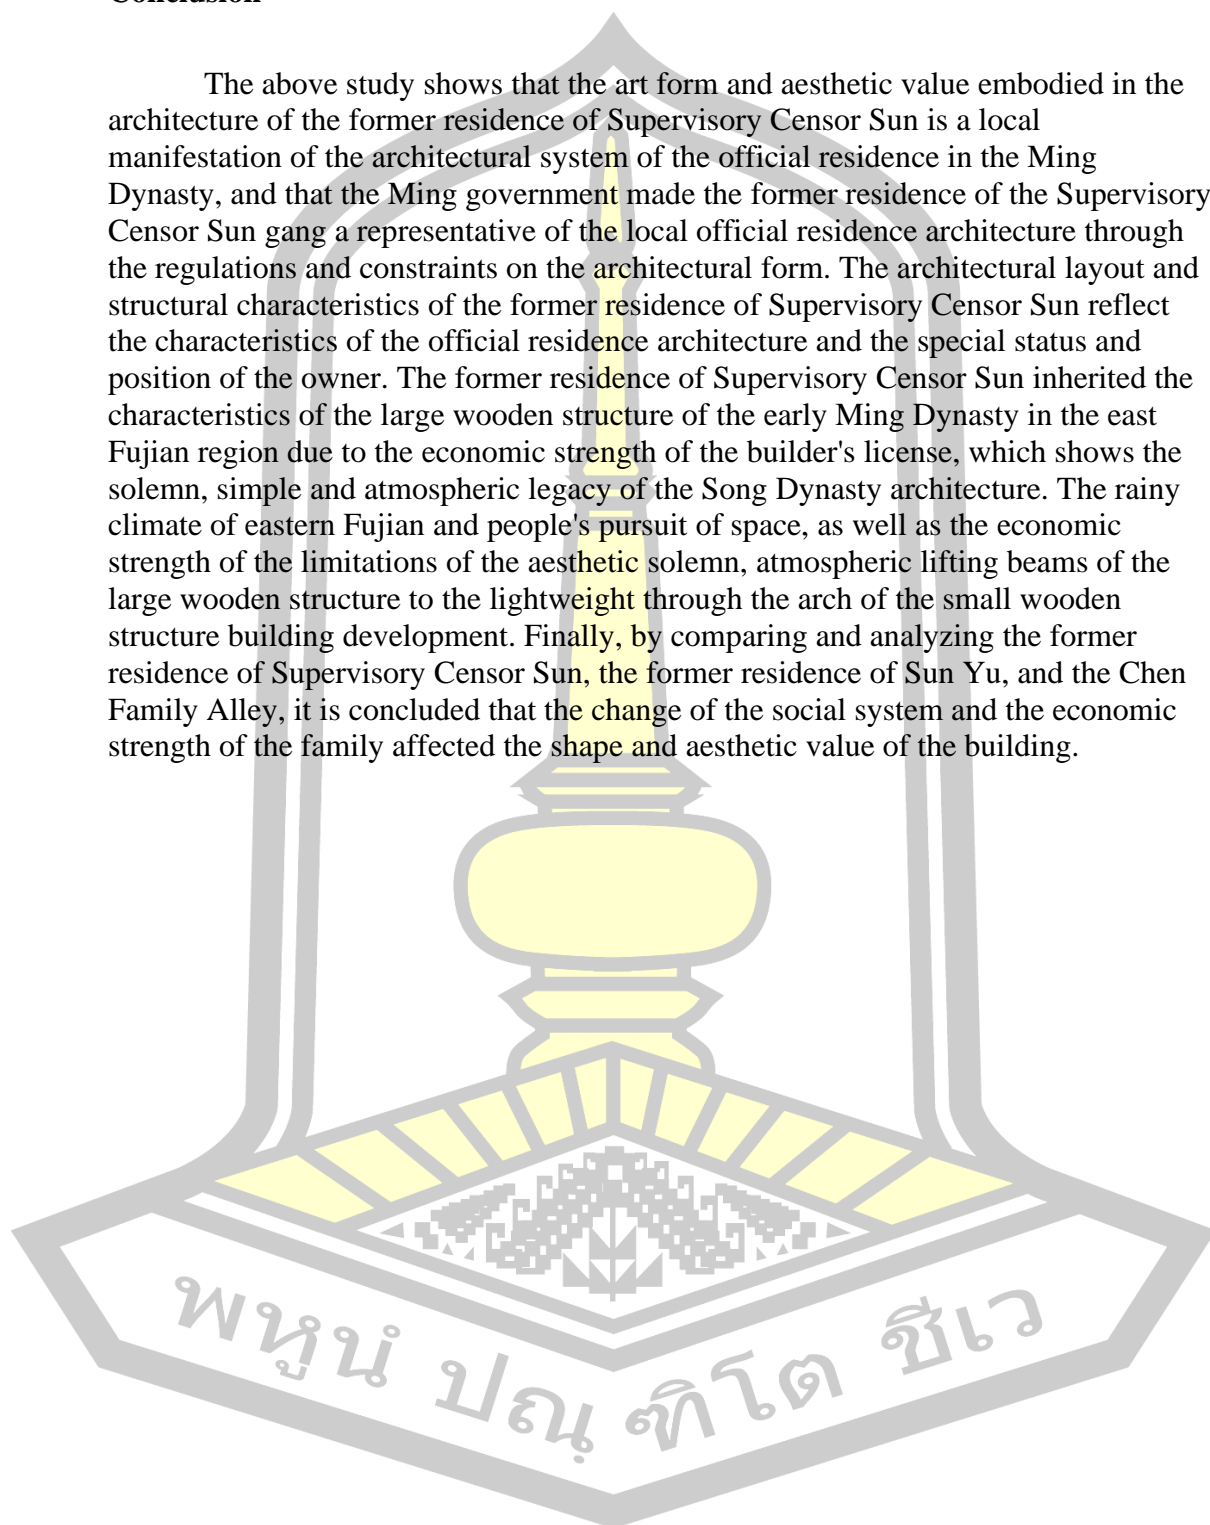 Conclusion
The above study shows that the art form and aesthetic value embodied in the
architecture of the former residence of Supervisory Censor Sun is a local
manifestation of the architectural system of the official residence in the Ming
Dynasty, and that the Ming government made the former residence of the Supervisory
Censor Sun gang a representative of the local official residence architecture through
the regulations and constraints on the architectural form. The architectural layout and
structural characteristics of the former residence of Supervisory Censor Sun reflect
the characteristics of the official residence architecture and the special status and
position of the owner. The former residence of Supervisory Censor Sun inherited the
characteristics of the large wooden structure of the early Ming Dynasty in the east
Fujian region due to the economic strength of the builder's license, which shows the
solemn, simple and atmospheric legacy of the Song Dynasty architecture. The rainy
climate of eastern Fujian and people's pursuit of space, as well as the economic
strength of the limitations of the aesthetic solemn, atmospheric lifting beams of the
large wooden structure to the lightweight through the arch of the small wooden
structure building development. Finally, by comparing and analyzing the former
residence of Supervisory Censor Sun, the former residence of Sun Yu, and the Chen
Family Alley, it is concluded that the change of the social system and the economic
strength of the family affected the shape and aesthetic value of the building.
พหูนํ ปณฺฑิโต ชีเว